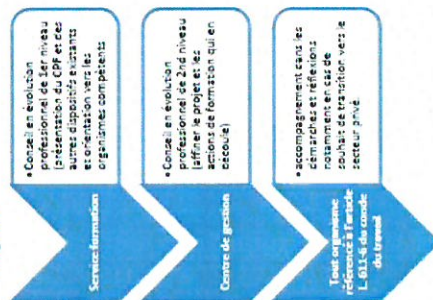 Service formation
• Conseil en évolution
professionnel de 1er niveau
(présentation du CPF et des
autres dispositifs existants
et orientation vers les
organismes compétents
Centre de gestion
• Conseil en évolution
professionnel de 2nd niveau
(affiner le projet et les
actions de formation qui en
découle)
Tout organisme
référencé à l'article
L. 611-6 du conde
du travail
• accompagnement dans les
démarches et réflexions
notamment en cas de
souhait de transition vers le
secteur privé.